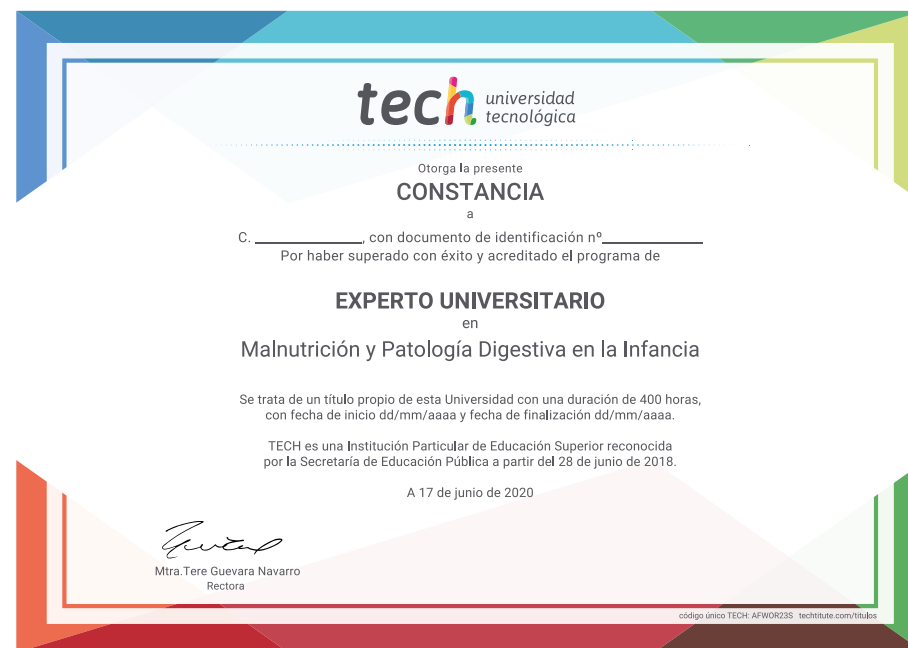 tech universidad
tecnológica
Otorga la presente
CONSTANCIA
a
C. ______________, con documento de identificación nº_____________
Por haber superado con éxito y acreditado el programa de
EXPERTO UNIVERSITARIO
en
Malnutrición y Patología Digestiva en la Infancia
Se trata de un título propio de esta Universidad con una duración de 400 horas,
con fecha de inicio dd/mm/aaaa y fecha de finalización dd/mm/aaaa.
TECH es una Institución Particular de Educación Superior reconocida
por la Secretaría de Educación Pública a partir del 28 de junio de 2018.
A 17 de junio de 2020
Mtra.Tere Guevara Navarro
Rectora
código único TECH: AFWOR23S techtitute.com/titulos